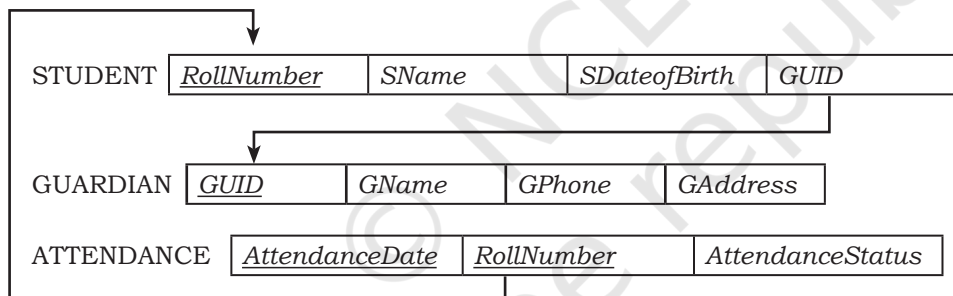 STUDENT RollNumber SName SDateofBirth GUID
GUARDIAN GUID GName GPhone GAddress
ATTENDANCE AttendanceDate RollNumber AttendanceStatus